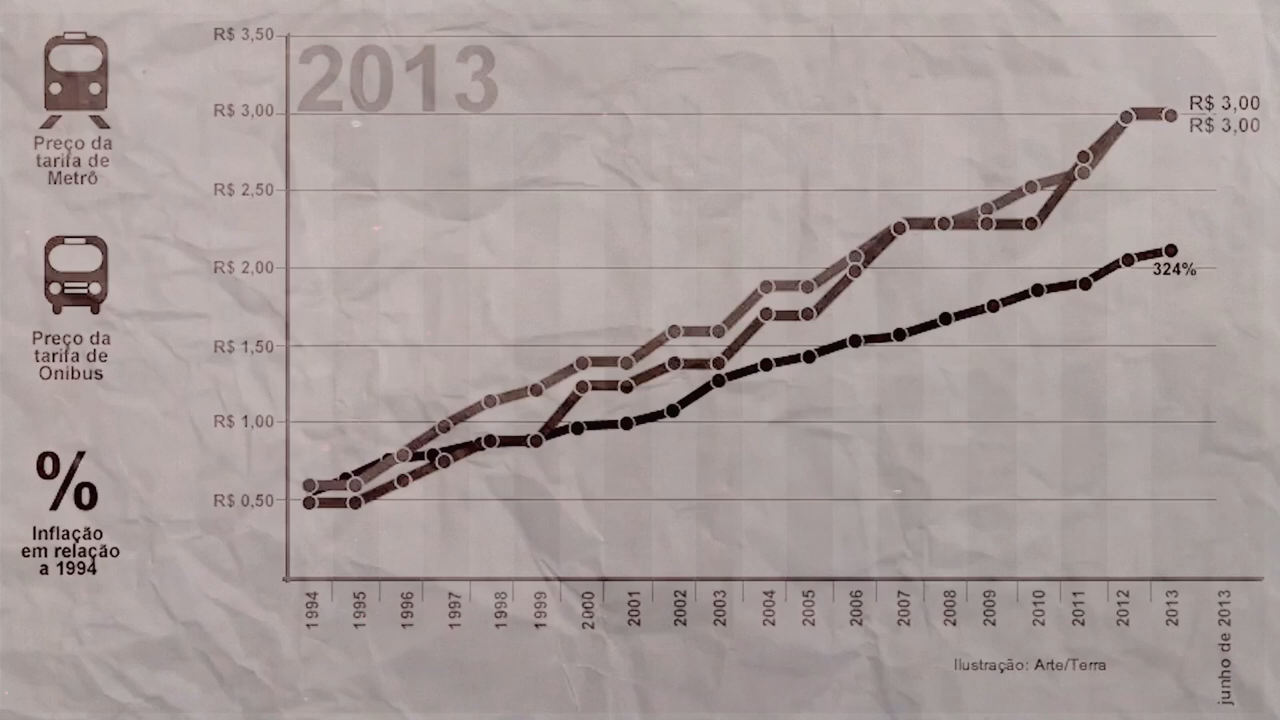 2013
Preço da
tarifa de
Metrô
Preço da
tarifa de
Onibus
%
Inflação
em relação
a 1994
R$ 3,50
R$ 3,00
R$ 2,50
R$ 2,00
R$ 1,50
R$ 1,00
R$ 0,50
R$ 3,00
R$ 3,00
324%
1994
1995
1996
1997
1998
1999
2000
2001
2002
2003
2004
2005
2006
2007
2008
2009
2010
2011
2012
2013
junho de 2013
Ilustração: Arte/Terra